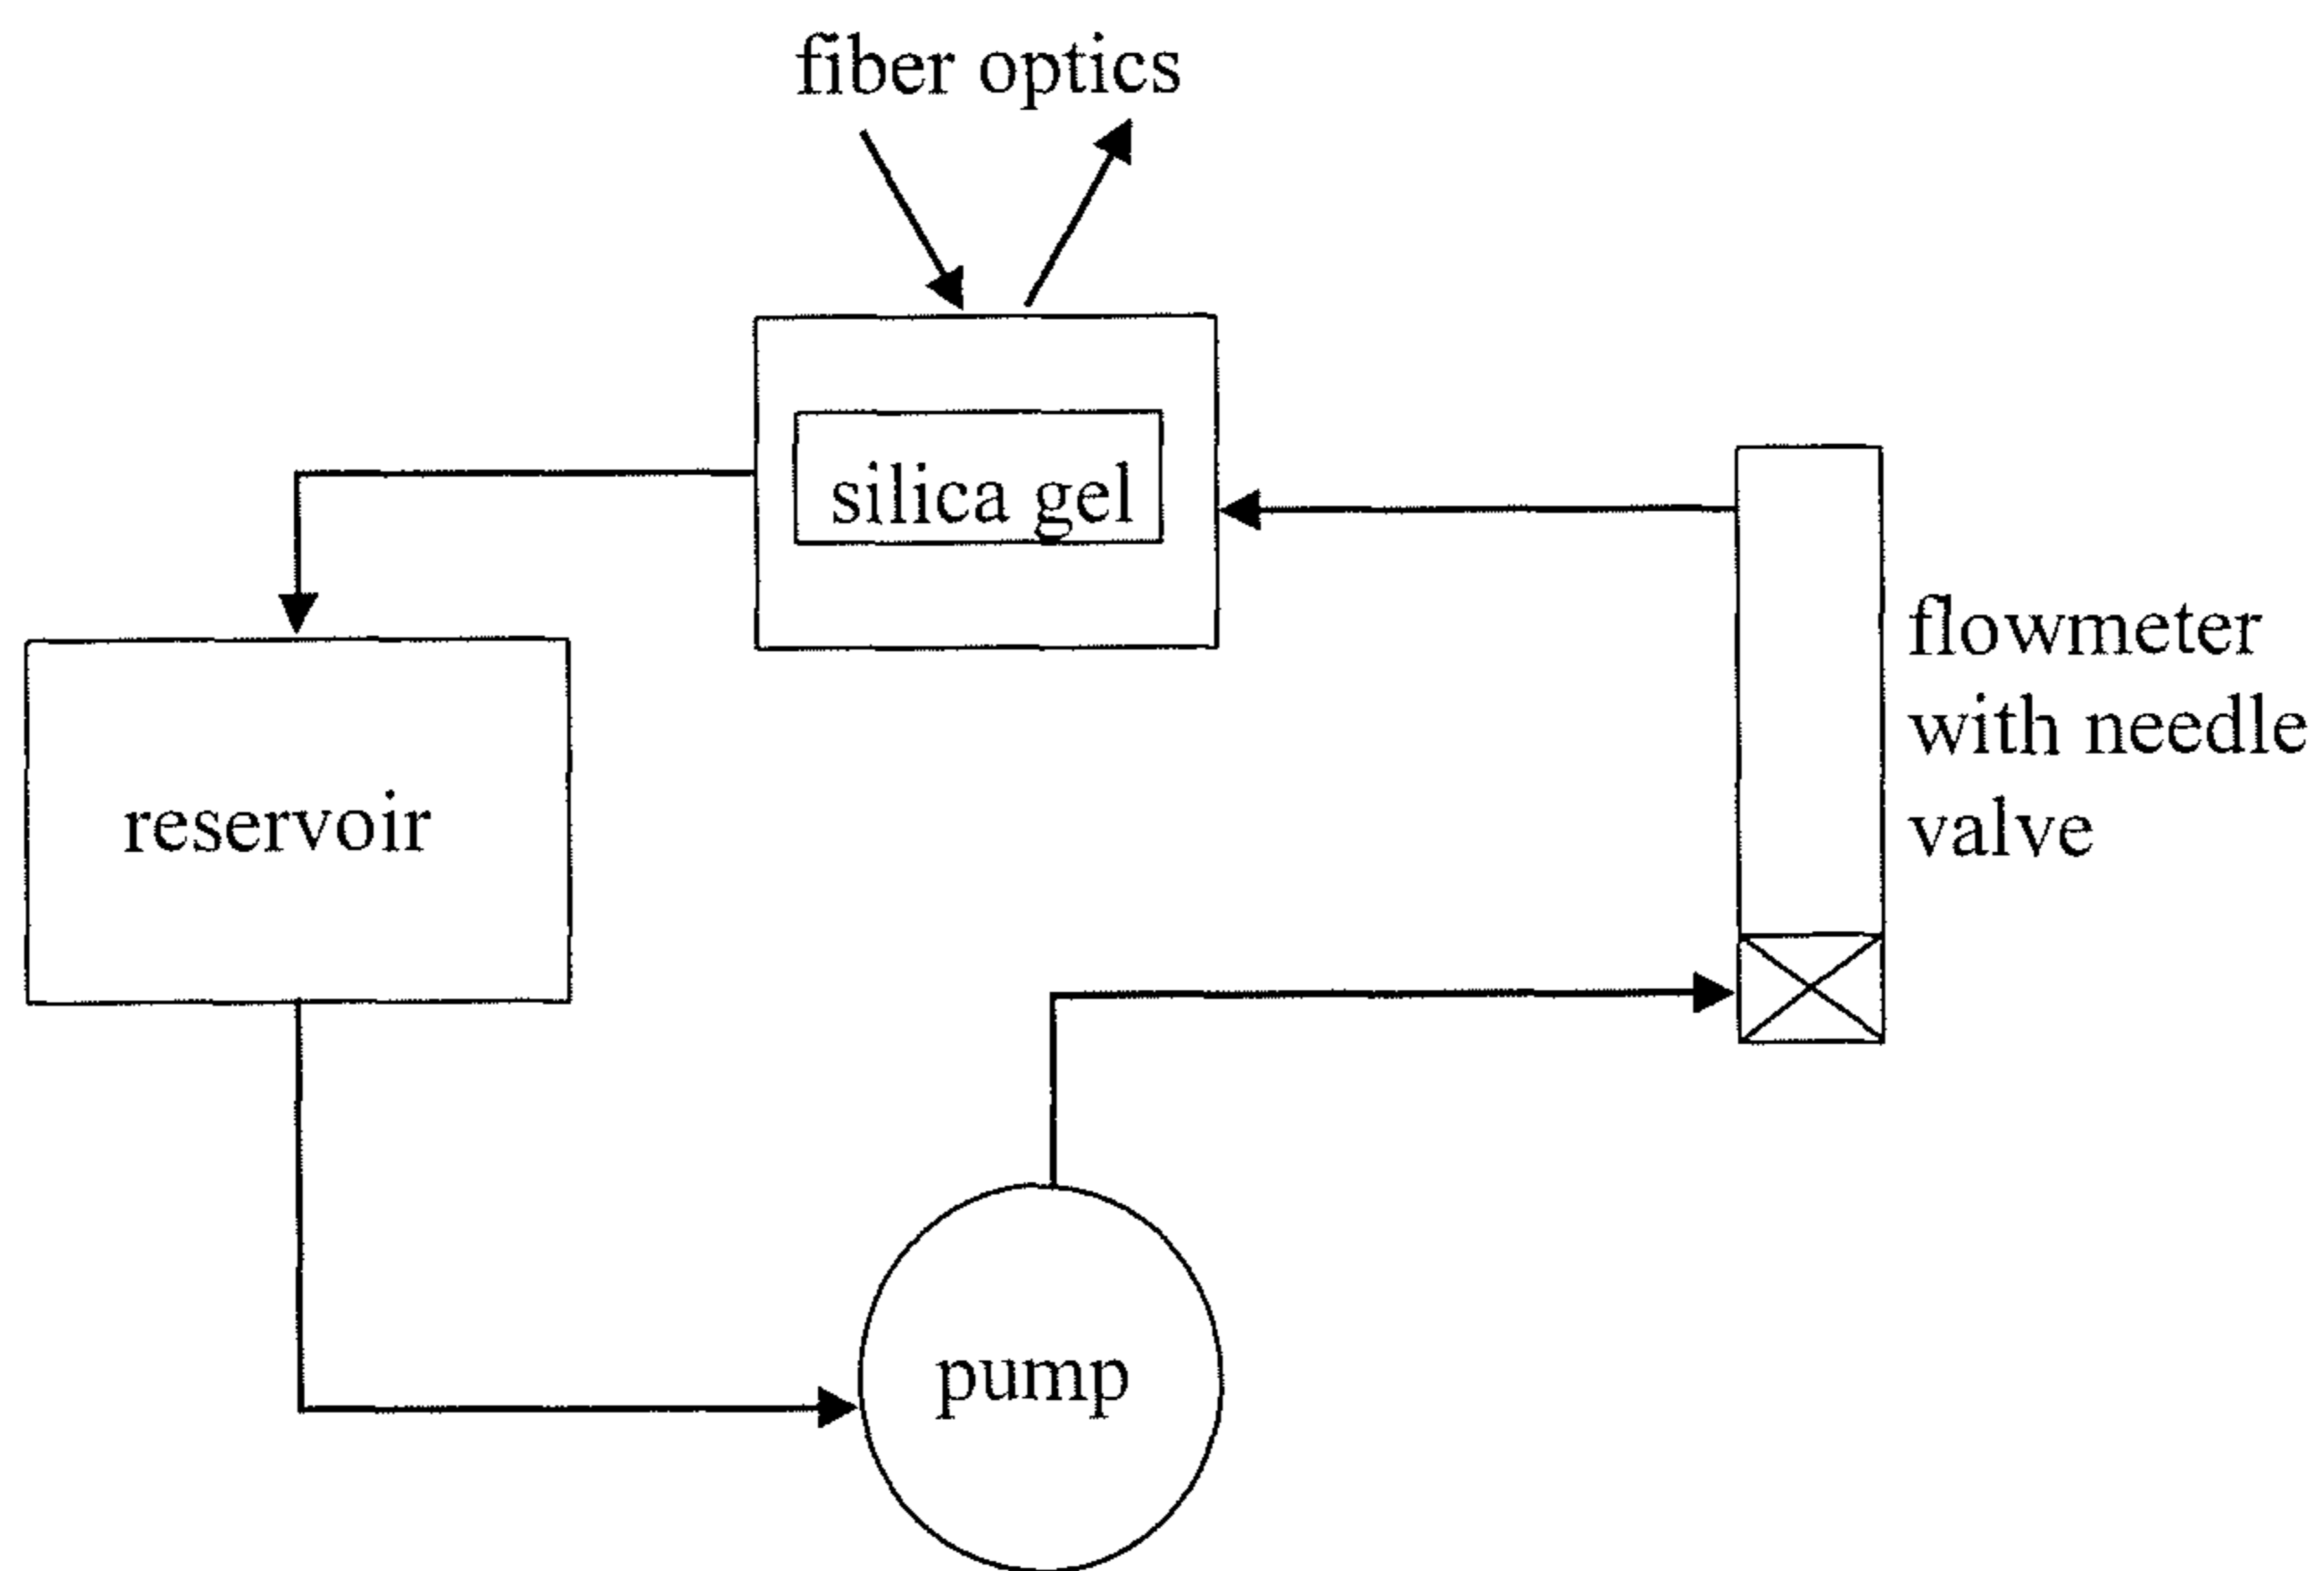 fiber optics
silica gel
flowmeter
with needle
valve
reservoir
pump